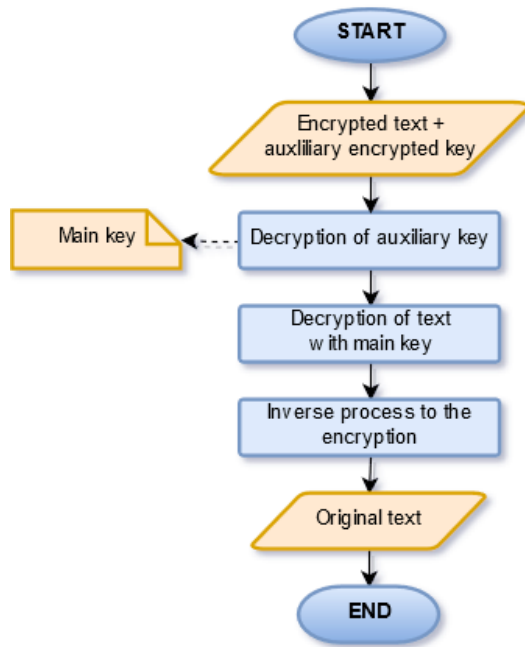 START
Encrypted text +
auxliliary encrypted key
Main key
Decryption of auxiliary key
Decryption of text
with main key
Inverse process to the
encryption
Original text
END